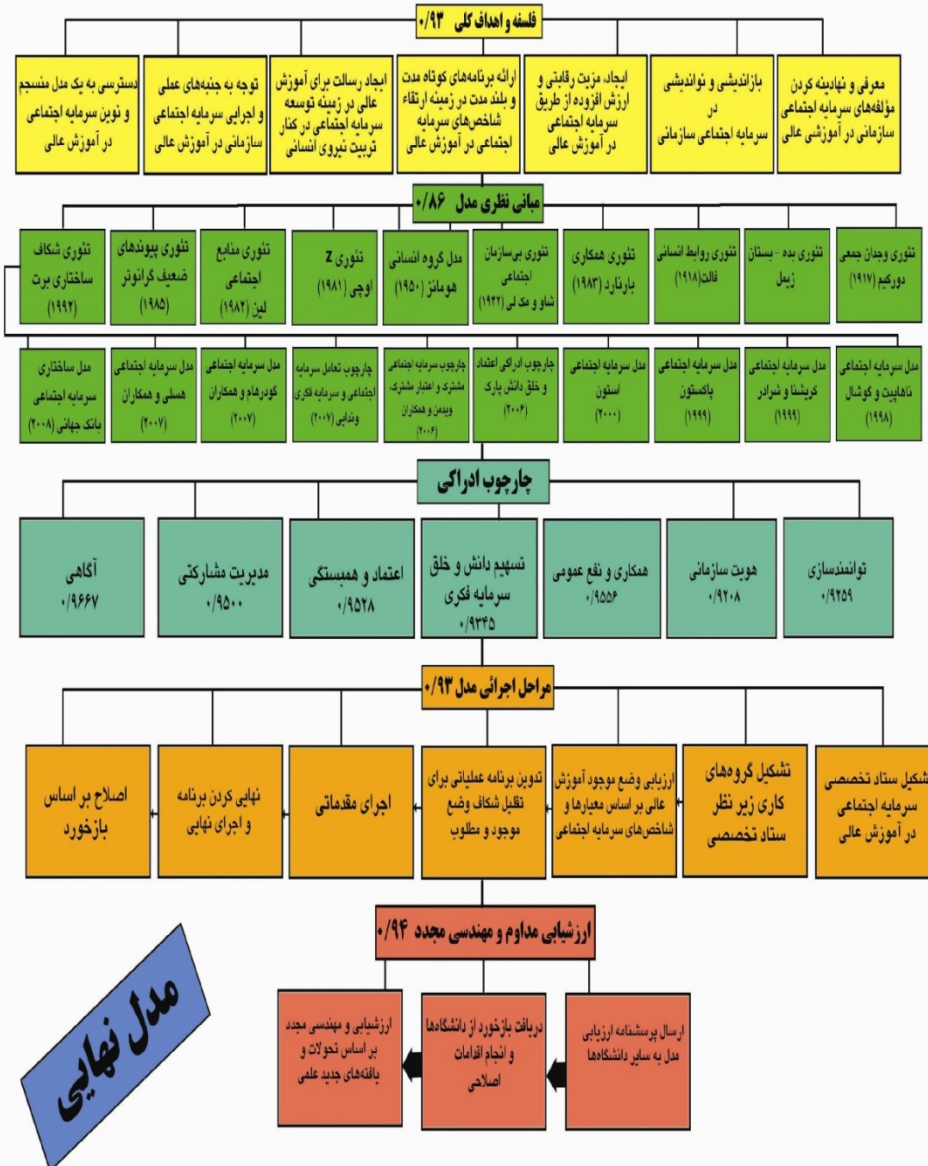 فلسفه و اهداف کلی ۰/۹۳
معرفی و نهادینه کردن
مؤلفه‌های سرمایه اجتماعی
سازمانی در آموزشی عالی
بازاندیشی و نواندیشی
در
سرمایه اجتماعی سازمانی
ایجاد، مزیت رقابتی و
ارزش افزوده از طریق
سرمایه اجتماعی
در آموزش عالی
ارائه برنامه‌های کوتاه مدت
و بلند مدت در زمینه ارتقاء
شاخص‌های سرمایه
اجتماعی در آموزش عالی
ایجاد رسالت برای آموزش
عالی در زمینه توسعه
سرمایه اجتماعی در کنار
تربیت نیروی انسانی
توجه به جنبه‌های عملی
و اجرایی سرمایه اجتماعی
سازمانی در آموزش عالی
دسترسی به یک مدل منسجم
و نوین سرمایه اجتماعی
در آموزش عالی
مبانی نظری مدل ۰/۸۶
تئوری وجدان جمعی
دورکیم (۱۹۱۷)
تئوری بده - بستان
زیمل
تئوری روابط انسانی
فالت(۱۹۱۸)
تئوری همکاری
بارنارد (۱۹۸۳)
تئوری بی‌سازمان
اجتماعی
شاو و مک لی (۱۹۴۲)
مدل گروه انسانی
هومانز (۱۹۵۰)
تئوری Z
اوچی (۱۹۸۱)
تئوری منابع
اجتماعی
لین (۱۹۸۲)
تئوری پیوندهای
ضعیف گرانوتر
(۱۹۸۵)
تئوری شکاف
ساختاری برت
(۱۹۹۲)
مدل سرمایه اجتماعی
ناهاپیت و گوشال
(۱۹۹۸)
مدل سرمایه اجتماعی
کریشنا و شرادر
(۱۹۹۹)
مدل سرمایه اجتماعی
پاکستون
(۱۹۹۹)
مدل سرمایه اجتماعی
استون
(۲۰۰۰)
چارچوب ادراکی اعتماد
و خلق دانش پارک
(۲۰۰۶)
چارچوب سرمایه اجتماعی
مشترک و اعتبار مشترک،
ویدمن و همکاران
(۲۰۰۶)
چارچوب تعامل سرمایه
اجتماعی و سرمایه فکری
وندایی (۲۰۰۷)
مدل سرمایه اجتماعی
گودرهام و همکاران
(۲۰۰۷)
مدل سرمایه اجتماعی
همسلی و همکاران
(۲۰۰۷)
مدل ساختاری
سرمایه اجتماعی
بانک جهانی (۲۰۰۸)
چارچوب ادراکی
توانمندسازی
۰/۹۲۵۹
هویت سازمانی
۰/۹۲۰۸
همکاری و نفع عمومی
۰/۹۵۵۶
تسهیم دانش و خلق
سرمایه فکری
۰/۹۳۴۵
اعتماد و همبستگی
۰/۹۵۲۸
مدیریت مشارکتی
۰/۹۵۰۰
آگاهی
۰/۹۶۶۷
مراحل اجرائی مدل ۰/۹۳
تشکیل ستاد تخصصی
سرمایه اجتماعی
در آموزش عالی
تشکیل گروه‌های
کاری زیر نظر
ستاد تخصصی
ارزیابی وضع موجود آموزش
عالی بر اساس معیارها و
شاخص‌های سرمایه اجتماعی
تدوین برنامه عملیاتی برای
تقلیل شکاف وضع
موجود و مطلوب
اجرای مقدماتی
نهایی کردن برنامه
و اجرای نهایی
اصلاح بر اساس
بازخورد
ارزشیابی مداوم و مهندسی مجدد ۰/۹۴
ارسال پرسشنامه ارزیابی
مدل به سایر دانشگاه‌ها
دریافت بازخورد از دانشگاه‌ها
و انجام اقدامات
اصلاحی
ارزشیابی و مهندسی مجدد
بر اساس تحولات و
یافته‌های جدید علمی
مدل نهایی